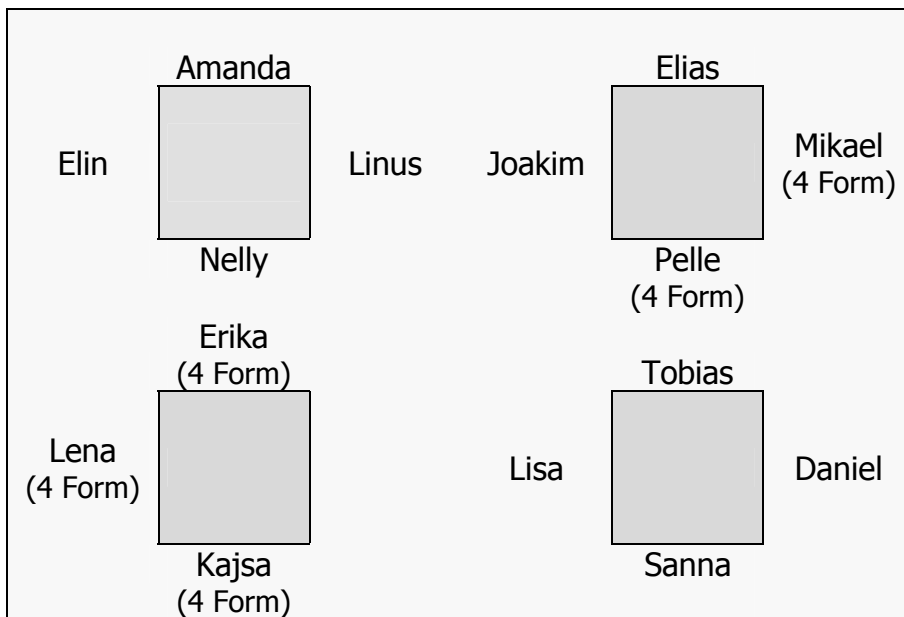 Amanda
Elin
Linus
Nelly
Elias
Joakim
Mikael
(4 Form)
Pelle
(4 Form)
Erika
(4 Form)
Lena
(4 Form)
Kajsa
(4 Form)
Tobias
Lisa
Daniel
Sanna